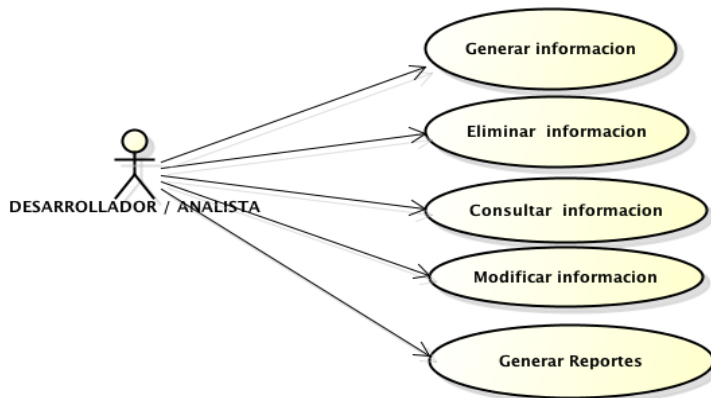 Generar informacion
Eliminar informacion
DESARROLLADOR / ANALISTA
Consultar informacion
Modificar informacion
Generar Reportes